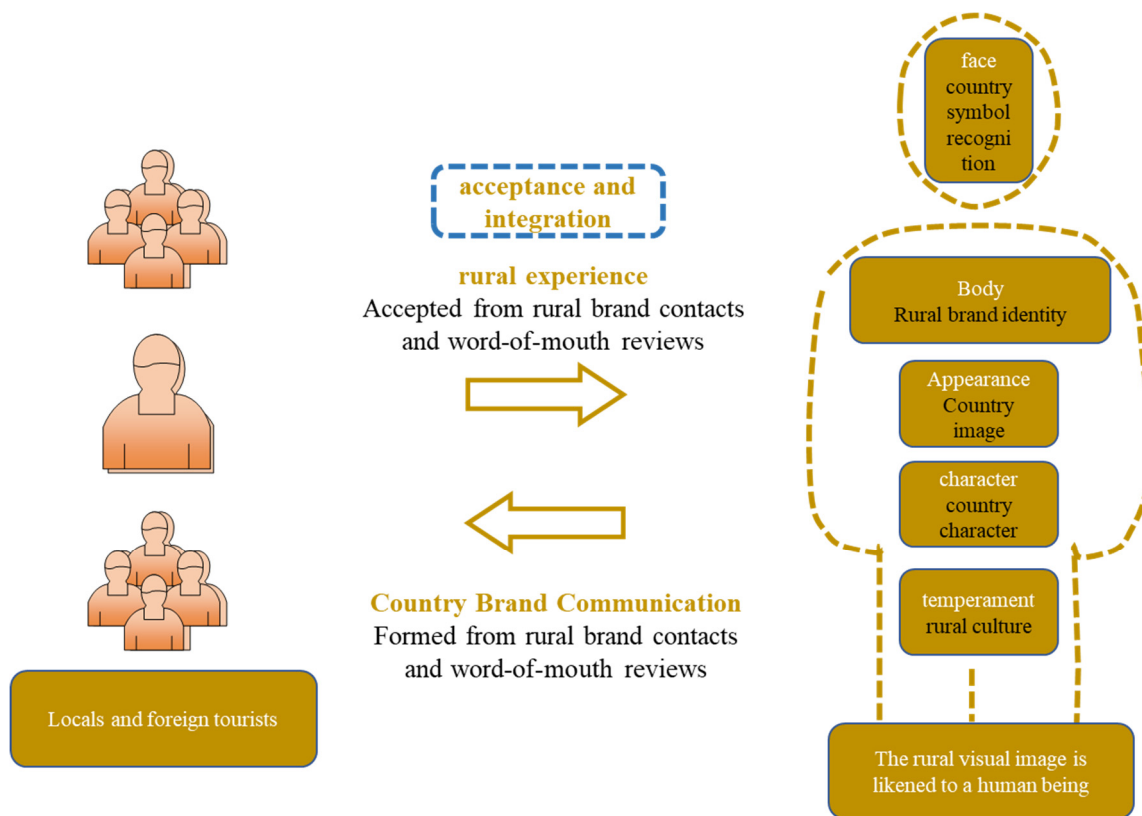 face
country
symbol
recogni
tion
acceptance and
integration
rural experience
Accepted from rural brand contacts
and word-of-mouth reviews
Body
Rural brand identity
Appearance
Country
image
character
country
character
Country Brand Communication
Formed from rural brand contacts
and word-of-mouth reviews
temperament
rural culture
Locals and foreign tourists
The rural visual image is
likened to a human being